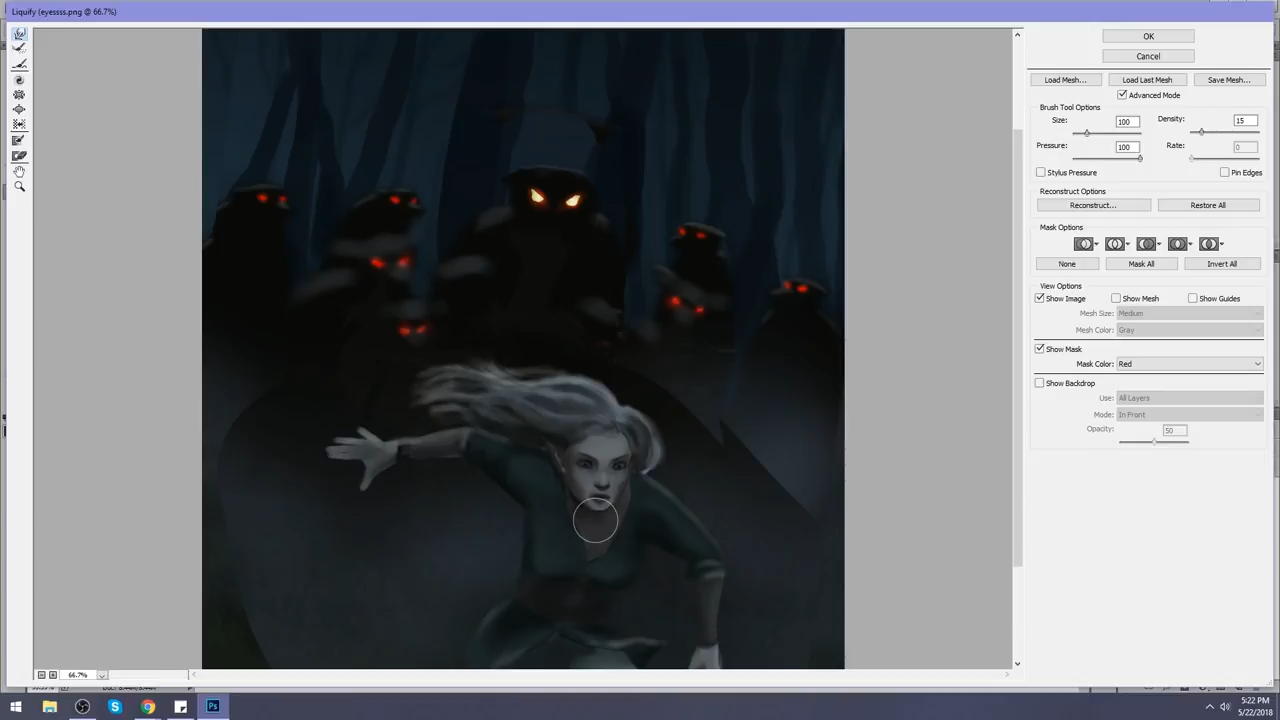 Liquify (eyessss.png @ 66.7%)
OK
Cancel
Load Mesh...
Load Last Mesh
Save Mesh...
Advanced Mode
Brush Tool Options
Size:
100
Density:
15
Pressure:
100
Rate:
0
Stylus Pressure
Pin Edges
Reconstruct Options
Reconstruct...
Restore All
Mask Options
None
Mask All
Invert All
View Options
Show Image
Show Mesh
Show Guides
Mesh Size:
Medium
Mesh Color:
Gray
Show Mask
Mask Color:
Red
Show Backdrop
Use:
All Layers
Mode:
In Front
Opacity:
50
66.7%
S
Ps
5:22 PM
5/22/2018